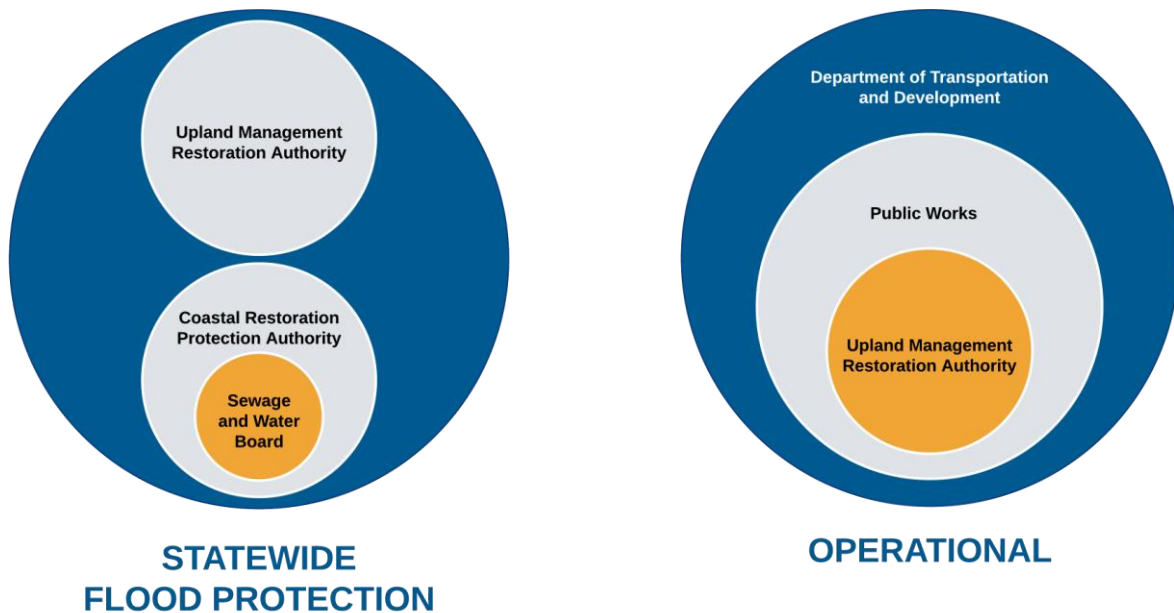 Upland Management
Restoration Authority
Coastal Restoration
Protection Authority
Sewage
and Water
Board
STATEWIDE
FLOOD PROTECTION
Department of Transportation
and Development
Public Works
Upland Management
Restoration Authority
OPERATIONAL